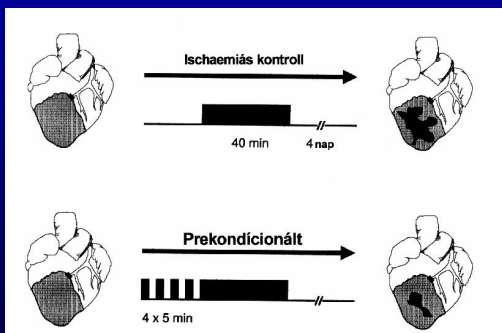 Ischaemiás kontroll
40 min
4 nap
Prekondícionált
4 x 5 min